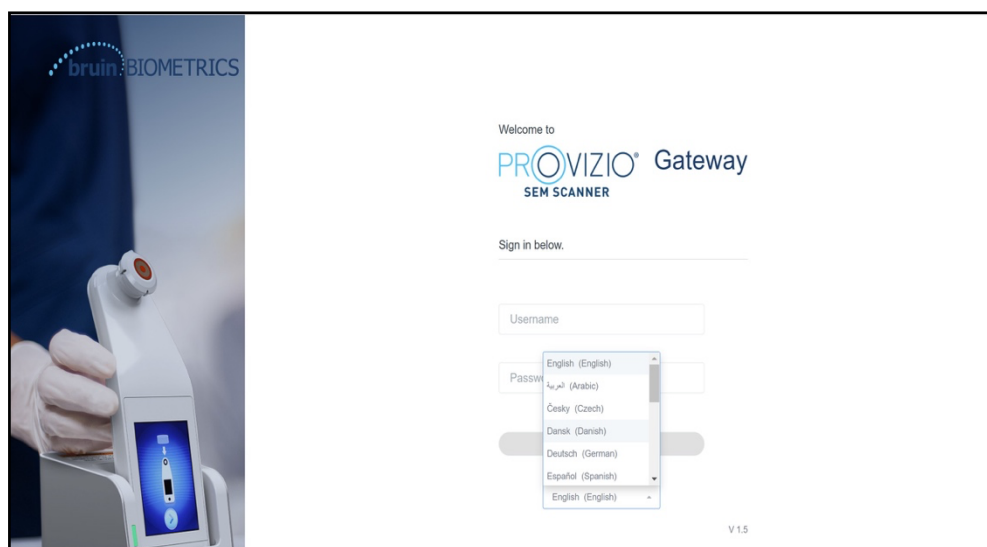 bruin BIOMETRICS
Welcome to
PROVIZIO® Gateway
SEM SCANNER
Sign in below.
Username
English (English)
العربية (Arabic)
Česky (Czech)
Dansk (Danish)
Deutsch (German)
Español (Spanish)
English (English)
V 1.5